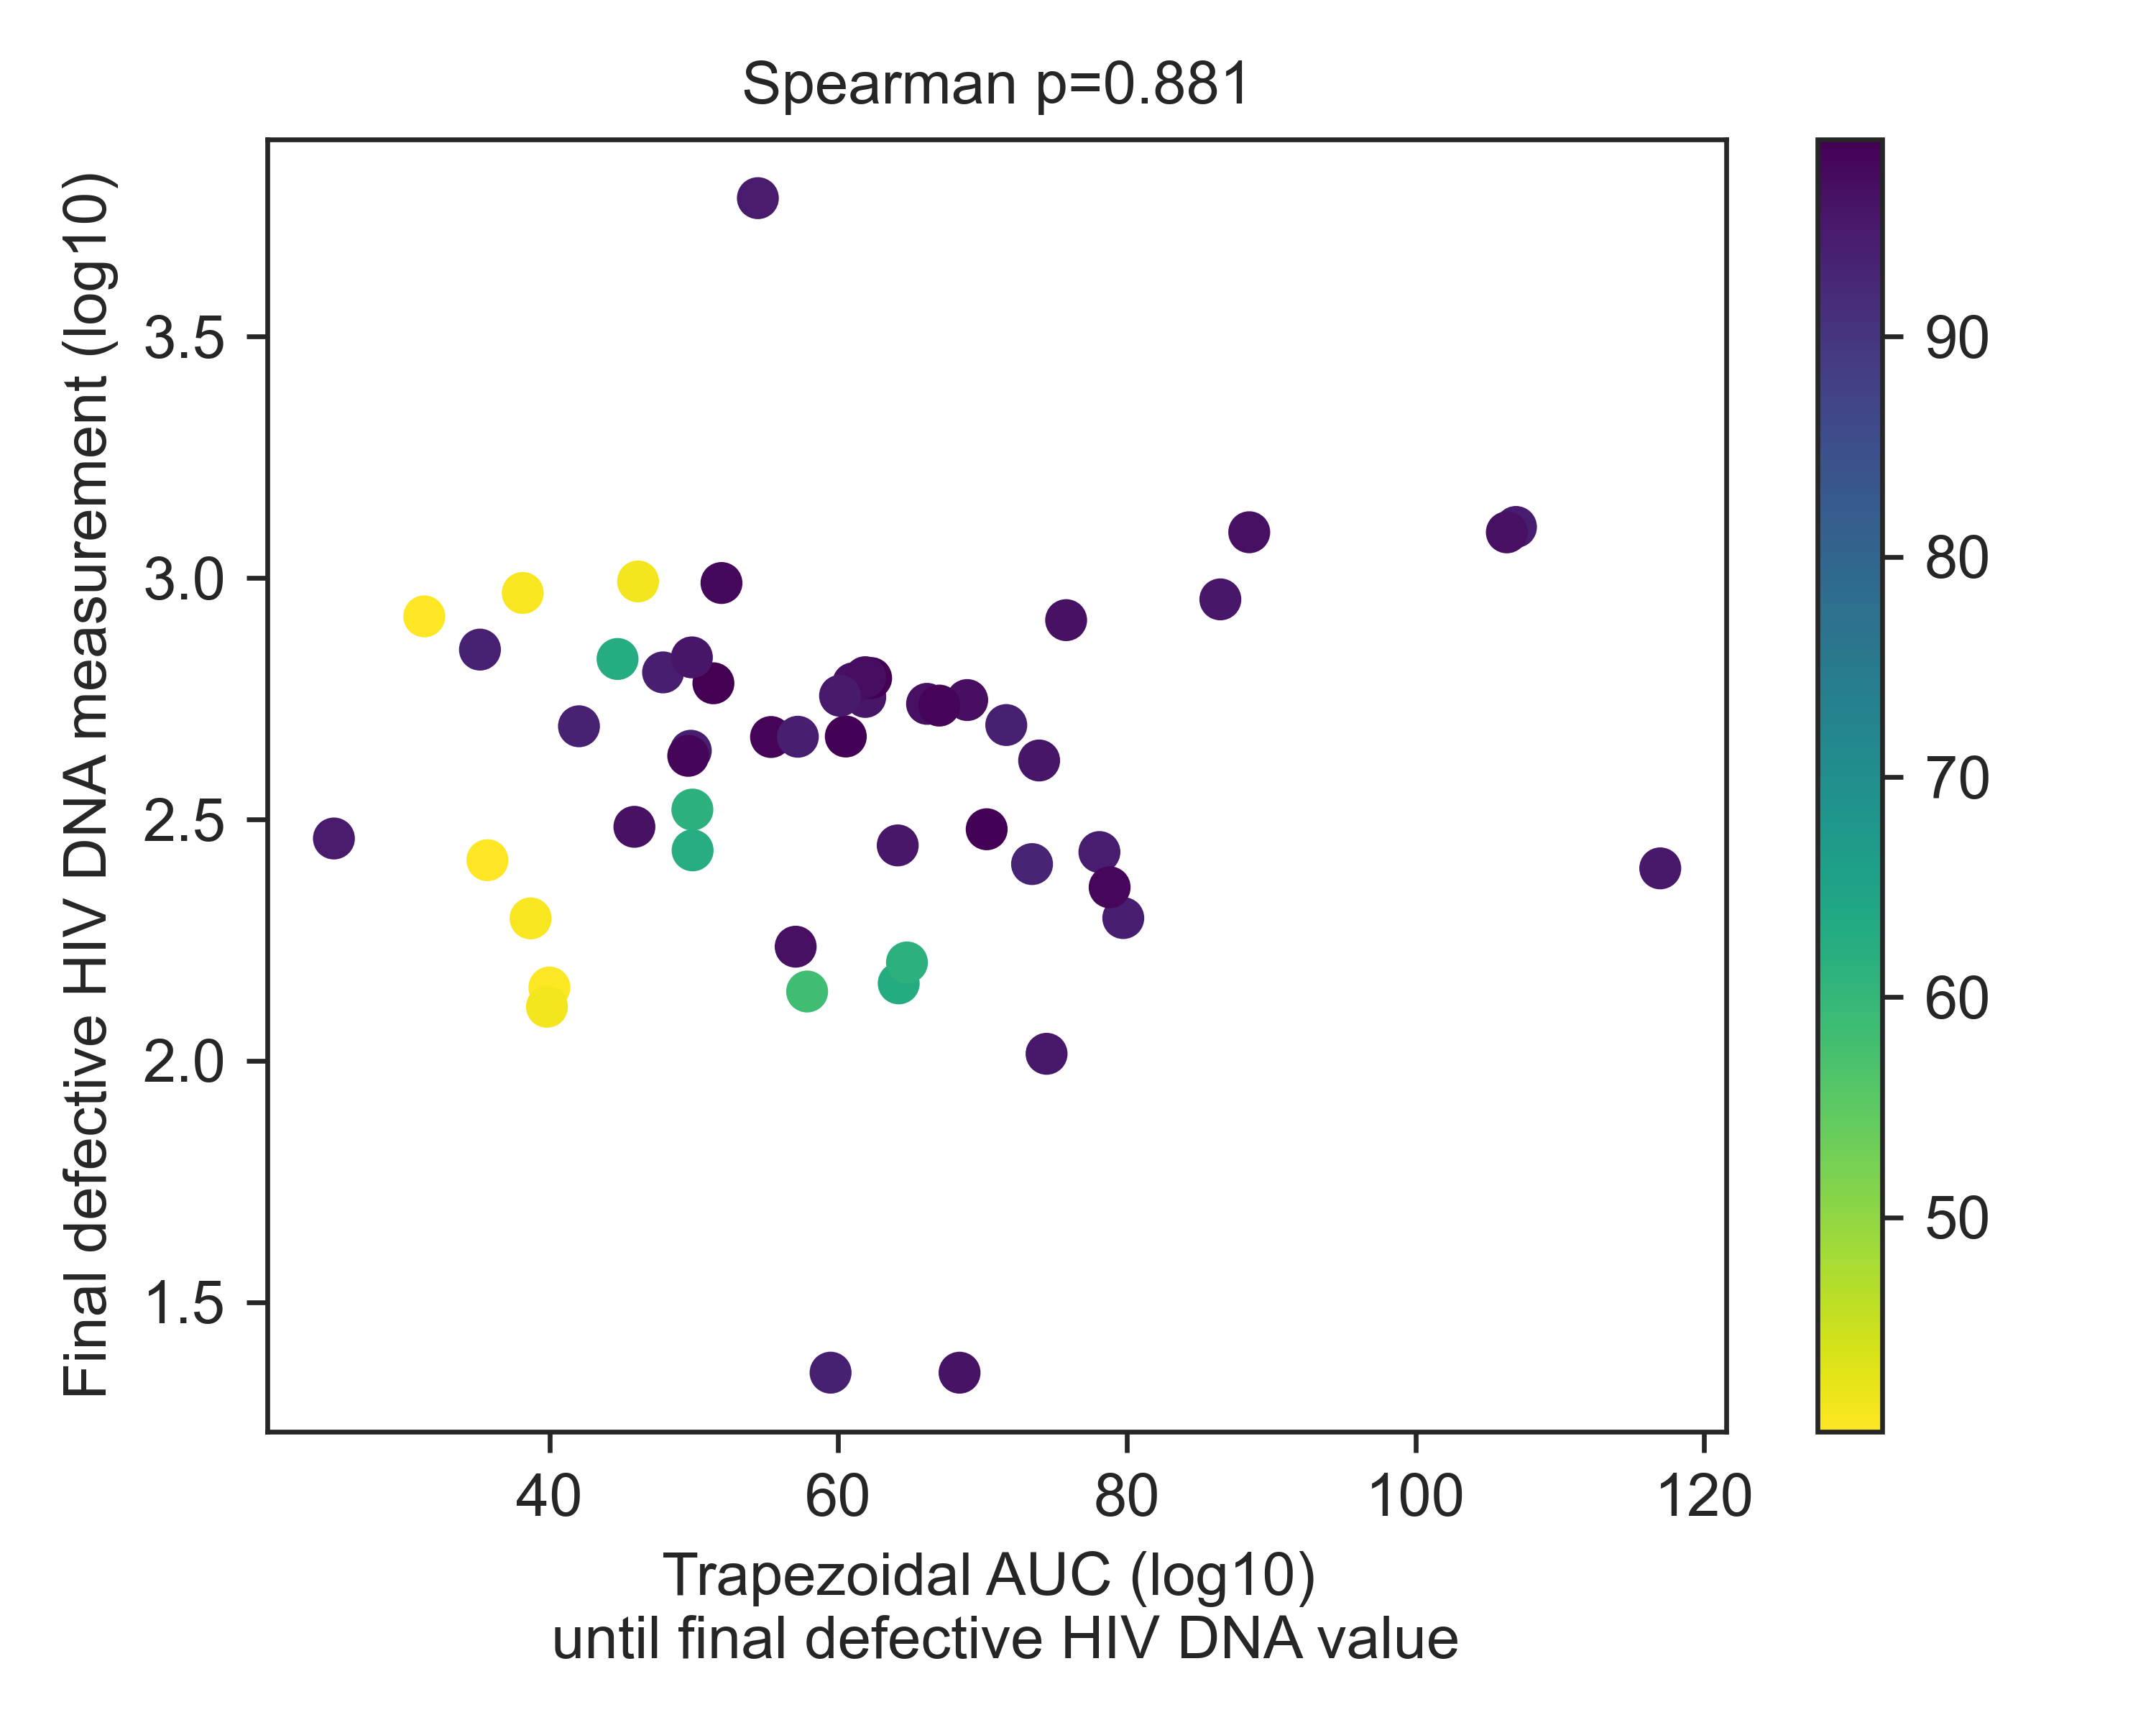 Spearman p=0.881
Final defective HIV DNA measurement (log10)
3.5
3.0
2.5
2.0
1.5
40 60 80 100 120
Trapezoidal AUC (log10)
until final defective HIV DNA value
90
80
70
60
50